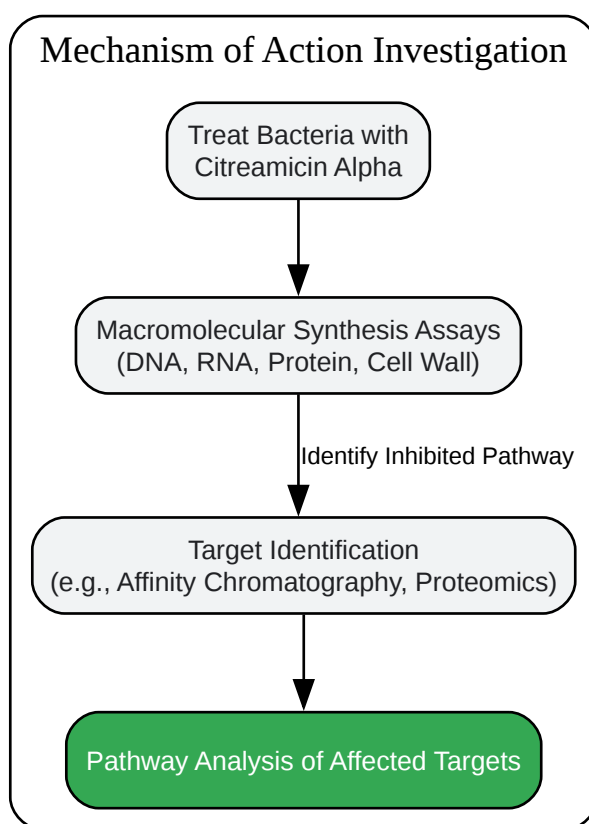 Mechanism of Action Investigation
Treat Bacteria with
Citreamicin Alpha
Macromolecular Synthesis Assays
(DNA, RNA, Protein, Cell Wall)
Identify Inhibited Pathway
Target Identification
(e.g., Affinity Chromatography, Proteomics)
Pathway Analysis of Affected Targets